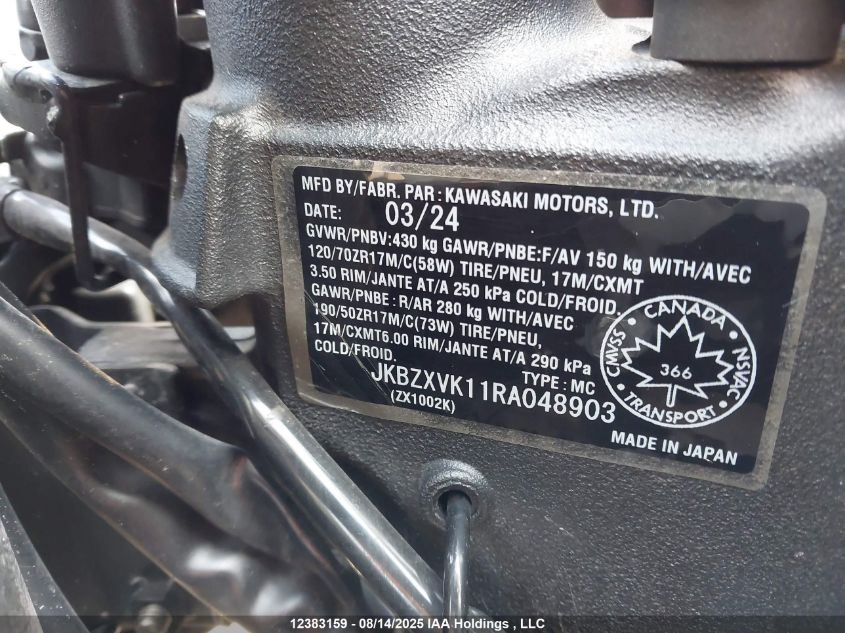 MFD BY/FABR. PAR : KAWASAKI MOTORS, LTD.
DATE: 03/24
GVWR/PNBV:430 kg GAWR/PNBE:F/AV 150 kg WITH/AVEC
120/70ZR17M/C(58W) TIRE/PNEU, 17M/CXMT
3.50 RIM/JANTE AT/A 250 kPa COLD/FROID.
GAWR/PNBE : R/AR 280 kg WITH/AVEC
190/50ZR17M/C(73W) TIRE/PNEU,
17M/CXMT6.00 RIM/JANTE AT/A 290 kPa
COLD/FROID.
TYPE : MC
JKBZXVK11RA048903
(ZX1002K)
CANADA
CMVSS
NSVAC
366
TRANSPORT
MADE IN JAPAN
12383159 - 08/14/2025 IAA Holdings , LLC